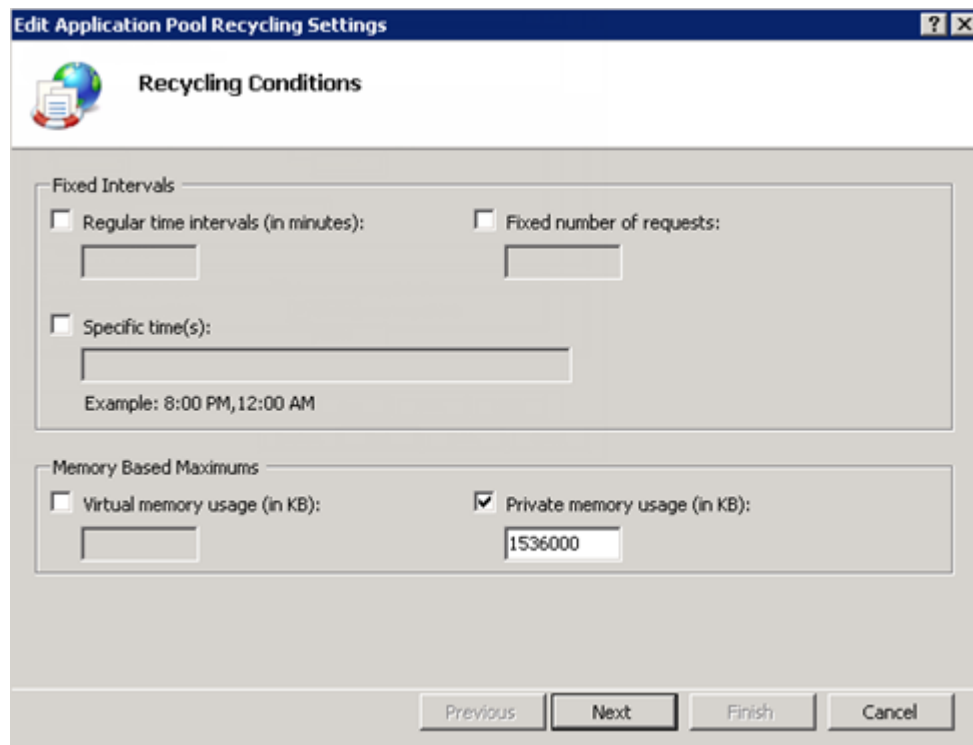 Edit Application Pool Recycling Settings
Recycling Conditions
Fixed Intervals
Regular time intervals (in minutes):
Fixed number of requests:
Specific time(s):
Example: 8:00 PM,12:00 AM
Memory Based Maximums
Virtual memory usage (in KB):
Private memory usage (in KB):
1536000
Previous
Next
Finish
Cancel